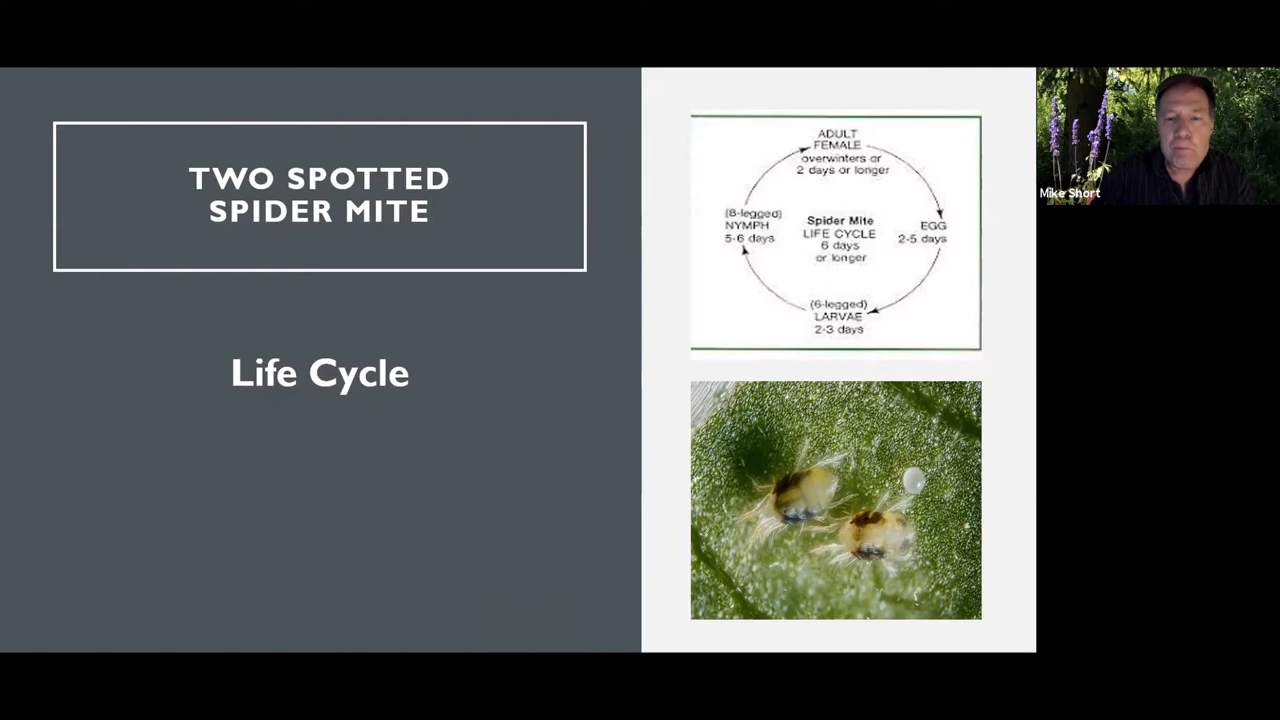 TWO SPOTTED
SPIDER MITE
Life Cycle
ADULT
FEMALE
overwinters or
2 days or longer
(8-legged)
NYMPH
5-6 days
Spider Mite
LIFE CYCLE
6 days
or longer
EGG
2-5 days
(6-legged)
LARVAE
2-3 days
Mike Short